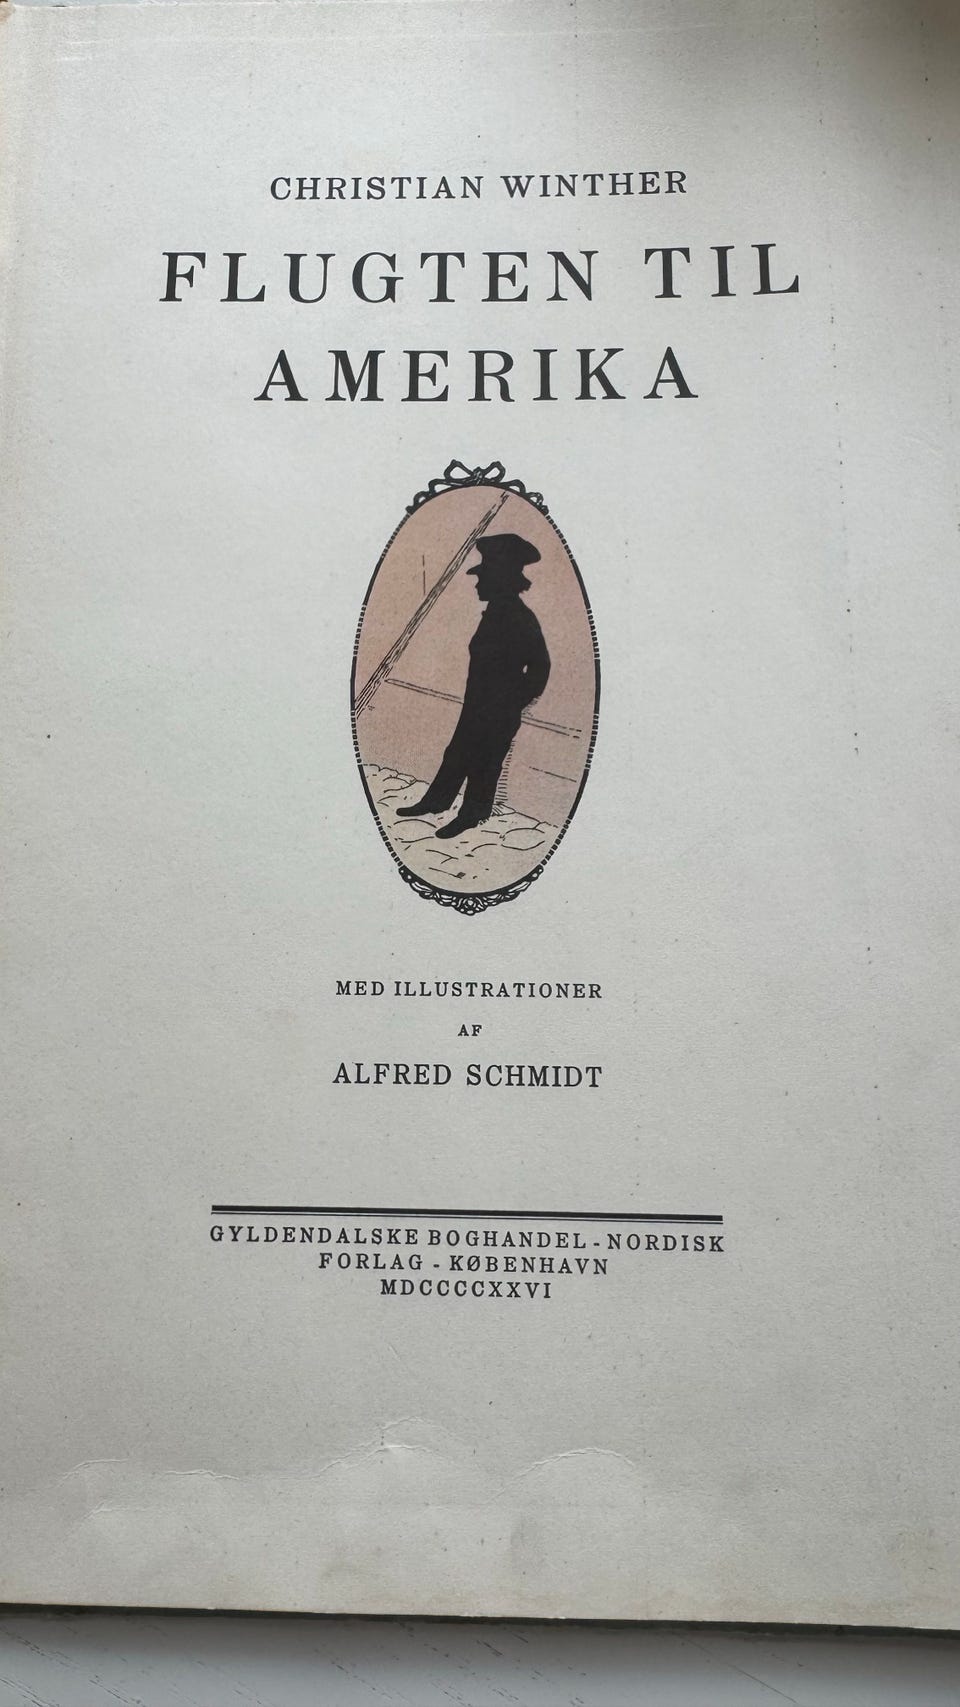 CHRISTIAN WINTHER
FLUGTEN TIL
AMERIKA
MED ILLUSTRATIONER
AF
ALFRED SCHMIDT
GYLDENDALSKE BOGHANDEL - NORDISK
FORLAG - KØBENHAVN
MDCCCCXXVI